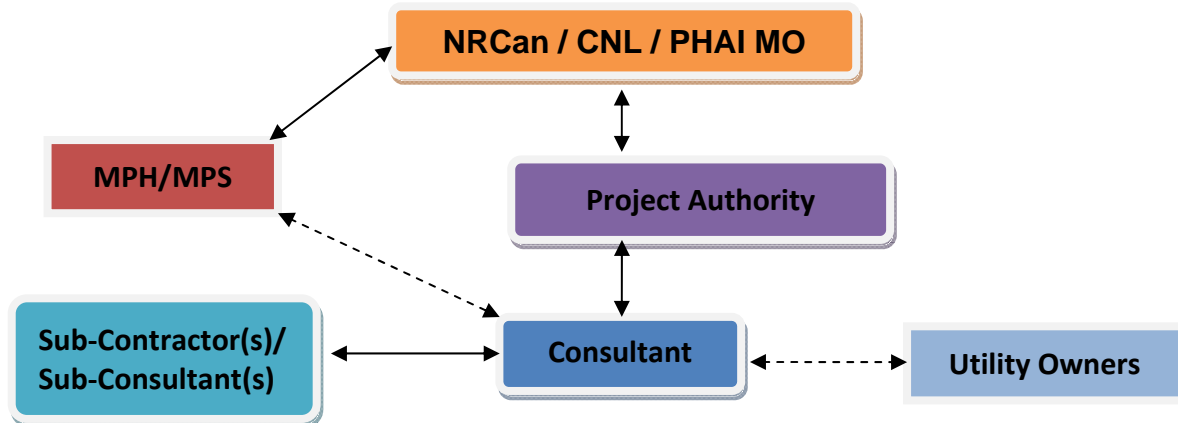 NRCan / CNL / PHAI MO
MPH/MPS
Project Authority
Sub-Contractor(s)/
Sub-Consultant(s)
Consultant
Utility Owners